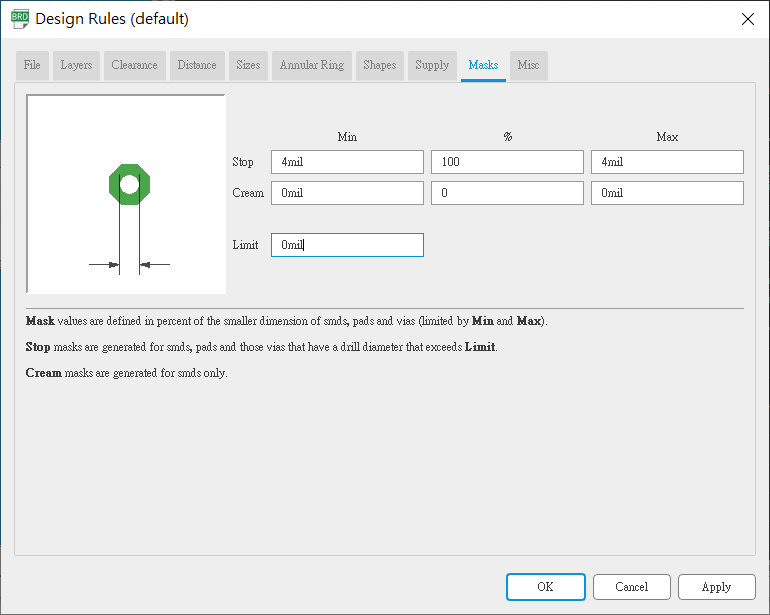 BRD Design Rules (default)
File Layers Clearance Distance Sizes Annular Ring Shapes Supply Masks Misc
Min % Max
Stop 4mil 100 4mil
Cream 0mil 0 0mil
Limit 0mil
Mask values are defined in percent of the smaller dimension of smds, pads and vias (limited by Min and Max).
Stop masks are generated for smds, pads and those vias that have a drill diameter that exceeds Limit.
Cream masks are generated for smds only.
OK Cancel Apply